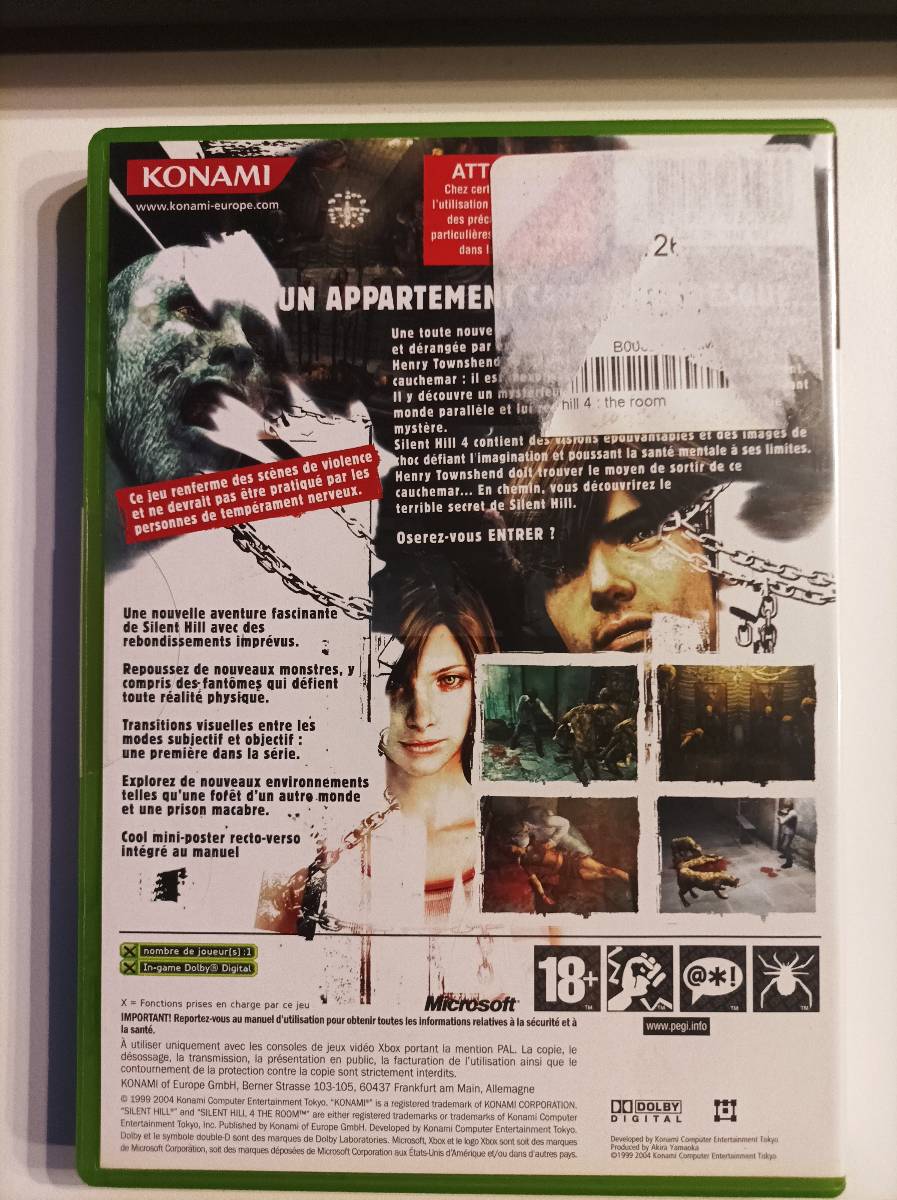 KONAMI
www.konami-europe.com
ATT
Chez cert
l'utilisation
des préc
particulières
dans l
.26
hill 4 : the room
UN APPARTEMEN
Une toute nouve
et dérangée par
Henry Townshend
cauchemar : il es
Il y découvre un mystérieu
monde parallèle et lui
mystère.
Silent Hill 4 contient des visions épouvantables et des images de
choc défiant l'imagination et poussant la santé mentale à ses limites.
Henry Townshend doit trouver le moyen de sortir de ce
cauchemar... En chemin, vous découvrirez le
terrible secret de Silent Hill.
Oserez-vous ENTRER ?
Ce jeu renferme des scènes de violence
et ne devrait pas être pratiqué par les
personnes de tempérament nerveux.
Une nouvelle aventure fascinante
de Silent Hill avec des
rebondissements imprévus.
Repoussez de nouveaux monstres, y
compris des fantômes qui défient
toute réalité physique.
Transitions visuelles entre les
modes subjectif et objectif :
une première dans la série.
Explorez de nouveaux environnements
telles qu'une forêt d'un autre monde
et une prison macabre.
Cool mini-poster recto-verso
intégré au manuel
nombre de joueur(s) :1
In-game Dolby® Digital
X = Fonctions prises en charge par ce jeu
Microsoft
18+
@*!
www.pegi.info
IMPORTANT! Reportez-vous au manuel d'utilisation pour obtenir toutes les informations relatives à la sécurité et à
la santé.
À utiliser uniquement avec les consoles de jeux vidéo Xbox portant la mention PAL. La copie, le
désossage, la transmission, la présentation en public, la facturation de l'utilisation ainsi que le
contournement de la protection contre la copie sont strictement interdits.
KONAMI of Europe GmbH, Berner Strasse 103-105, 60437 Frankfurt am Main, Allemagne
© 1999 2004 Konami Computer Entertainment Tokyo. "KONAMI®" is a registered trademark of KONAMI CORPORATION.
"SILENT HILL®" and "SILENT HILL 4 THE ROOM™" are either registered trademarks or trademarks of Konami Computer
Entertainment Tokyo, Inc. Published by Konami of Europe GmbH. Developed by Konami Computer Entertainment Tokyo.
Dolby et le symbole double-D sont des marques de Dolby Laboratories. Microsoft, Xbox et le logo Xbox sont soit des marques
de Microsoft Corporation, soit des marques déposées de Microsoft Corporation aux États-Unis d'Amérique et/ou dans d'autres pays.
DOLBY
DIGITAL
Developed by Konami Computer Entertainment Tokyo
Produced by Akira Yamaoka
©1999 2004 Konami Computer Entertainment Tokyo